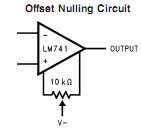 Offset Nulling Circuit
−
LM741
OUTPUT
+
10 kΩ
V−